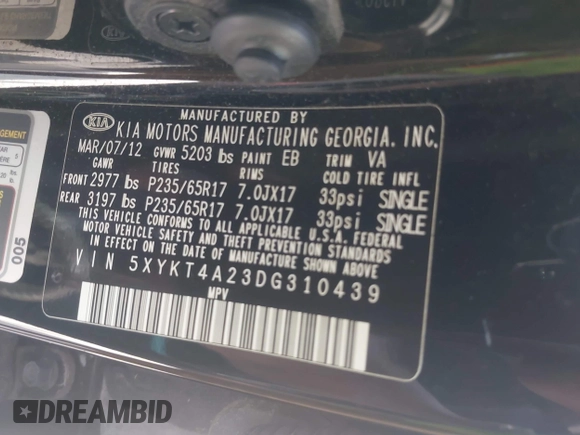 MANUFACTURED BY
KIA KIA MOTORS MANUFACTURING GEORGIA. INC.
MAR/07/12 GVWR 5203 lbs PAINT EB TRIM VA
GAWR TIRES RIMS COLD TIRE INFL
FRONT 2977 lbs P235/65R17 7.0JX17 33psi SINGLE
REAR 3197 lbs P235/65R17 7.0JX17 33psi SINGLE
THIS VEHICLE CONFORMS TO ALL APPLICABLE U.S.A. FEDERAL
MOTOR VEHICLE SAFETY AND THEFT PREVENTION STANDARDS
IN EFFECT ON THE DATE OF MANUFACTURE SHOWN ABOVE
VIN 5XYKT4A23DG310439
MPV
005
DREAMBID